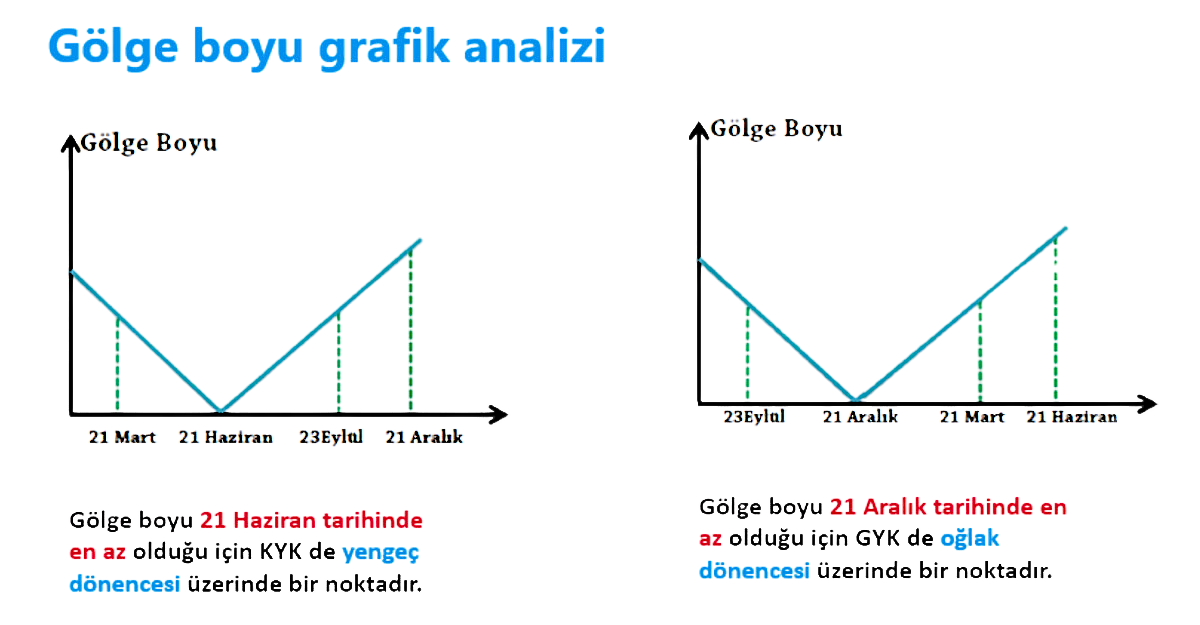 Gölge boyu grafik analizi
Gölge Boyu
21 Mart 21 Haziran 23Eylül 21 Aralık
Gölge boyu 21 Haziran tarihinde
en az olduğu için KYK de yengeç
dönencesi üzerinde bir noktadır.
Gölge Boyu
23Eylül 21 Aralık 21 Mart 21 Haziran
Gölge boyu 21 Aralık tarihinde en
az olduğu için GYK de oğlak
dönencesi üzerinde bir noktadır.